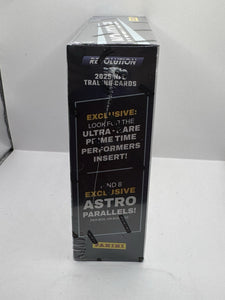 REVOLUTION
2025 NFL
TRADING CARDS
EXCLUSIVE:
LOOK FOR THE
ULTRA-RARE
PRIME TIME
PERFORMERS
INSERT!
FIND 8
EXCLUSIVE
ASTRO
PARALLELS!
PANINI